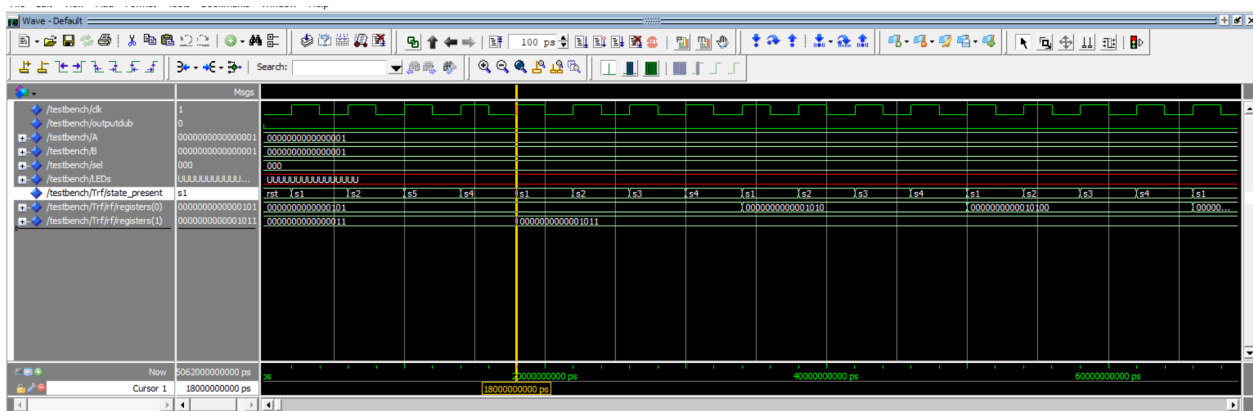 Wave - Default
100 ps
Search:
Msgs
/testbench/clk 1
/testbench/outputdub 0
/testbench/A 0000000000000001 0000000000000001
/testbench/B 0000000000000001 0000000000000001
/testbench/sel 000 000
/testbench/LEDs UUUUUUUUUUU... UUUUUUUUUUUUUUUU
/testbench/Trf/state_present s1 rst s1 s2 s5 s4 s1 s2 s3 s4 s1 s2 s3 s4 s1 s2 s3 s4 s1
/testbench/Trf/rf/registers(0) 0000000000000101 0000000000000101 0000000000001010 0000000000010100 00000...
/testbench/Trf/rf/registers(1) 0000000000001011 0000000000000011 0000000000001011
Now 5062000000000 ps ps 20000000000 ps 40000000000 ps 60000000000 ps
Cursor 1 18000000000 ps 18000000000 ps